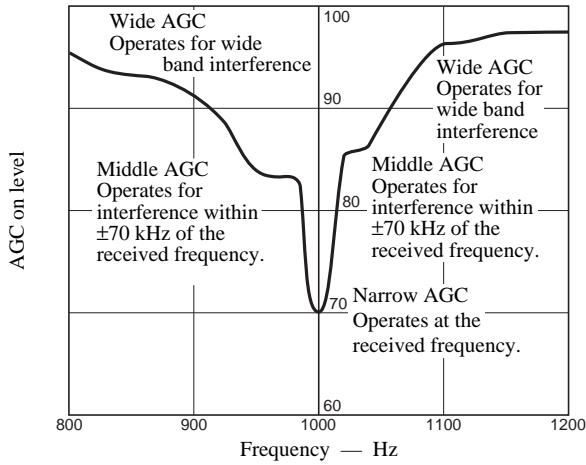 100
Wide AGC
Operates for wide
band interference
Wide AGC
Operates for
wide band
interference
90
Middle AGC
Operates for
interference within
±70 kHz of the
received frequency.
Middle AGC
Operates for
interference within
±70 kHz of the
received frequency.
80
AGC on level
70
Narrow AGC
Operates at the
received frequency.
60
800
900
1000
1100
1200
Frequency — Hz